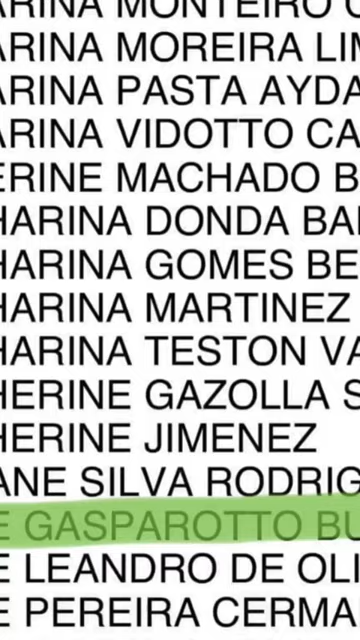 ARINA MONTEIRO
ARINA MOREIRA LIM
ARINA PASTA AYDA
ARINA VIDOTTO CA
ERINE MACHADO B
HARINA DONDA BA
HARINA GOMES BE
HARINA MARTINEZ
HARINA TESTON VA
HERINE GAZOLLA S
HERINE JIMENEZ
ANE SILVA RODRIG
E GASPAROTTO BU
E LEANDRO DE OLI
E PEREIRA CERMA